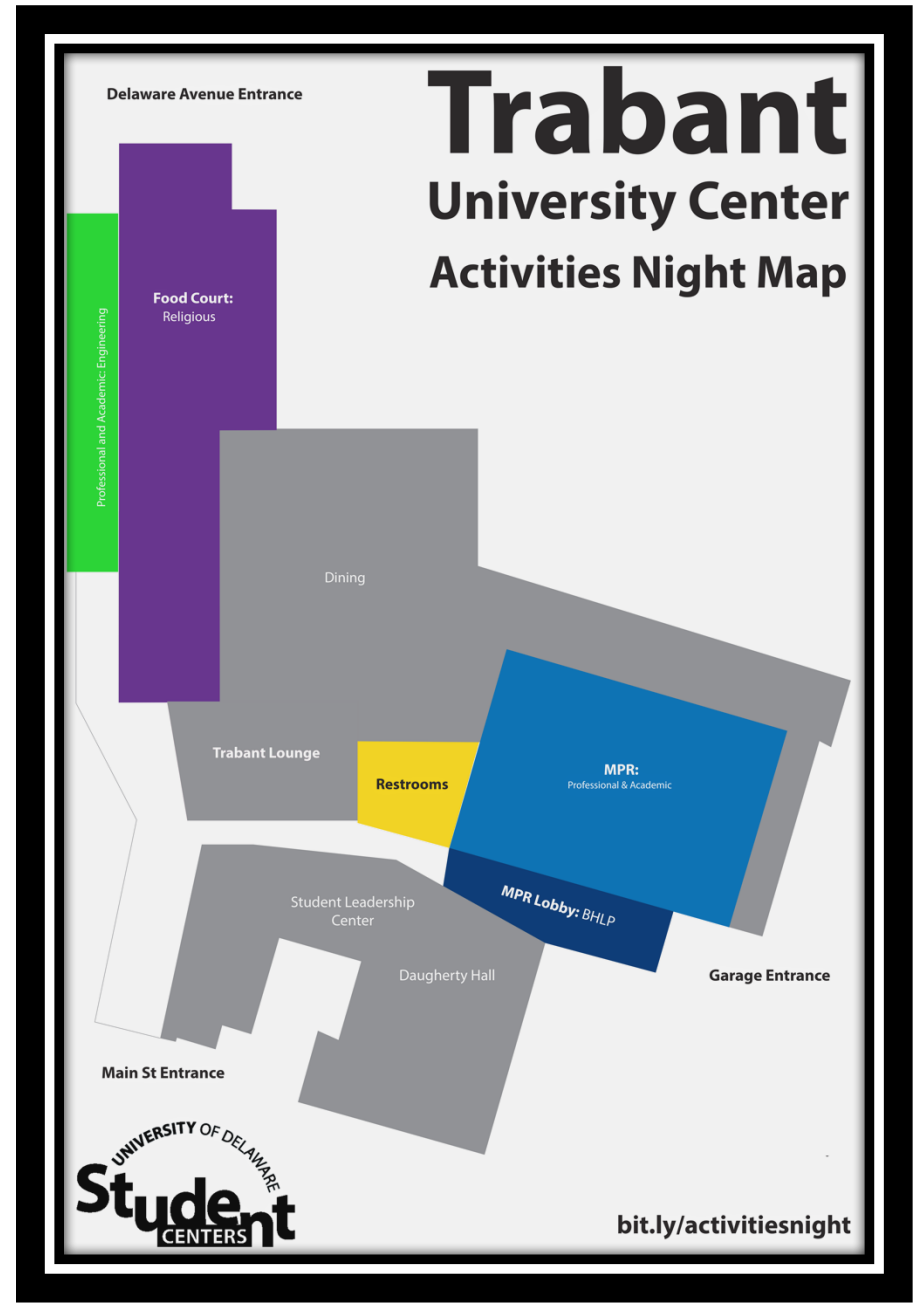 Delaware Avenue Entrance
Trabant
University Center
Activities Night Map
Food Court:
Religious
Professional and Academic: Engineering
Dining
Trabant Lounge
Restrooms
MPR:
Professional & Academic
MPR Lobby: BHLP
Student Leadership
Center
Daugherty Hall
Garage Entrance
Main St Entrance
UNIVERSITY OF DELAWARE
Student
CENTERS
bit.ly/activitiesnight